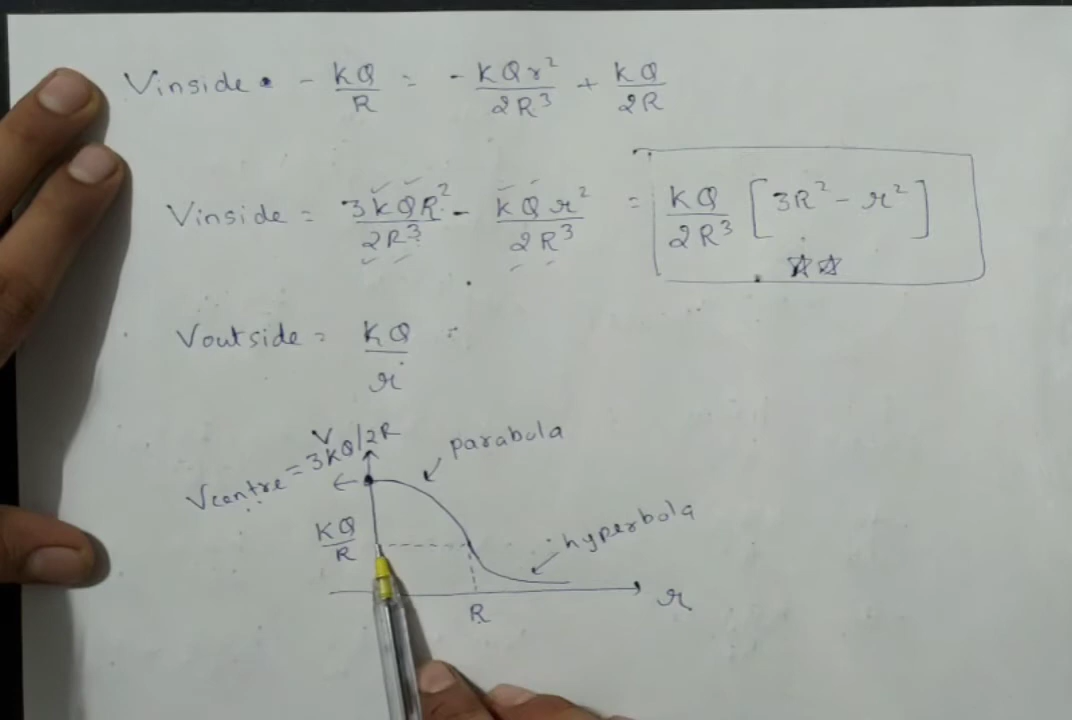 Vinside - kQ/R = - kQr²/2R³ + kQ/2R
Vinside = 3kQR²/2R³ - kQr²/2R³ = kQ/2R³ [3R² - r²]
☆☆
Voutside = kQ/r =
V
Vcentre = 3kQ/2R
parabola
kQ/R
hyperbola
R
r